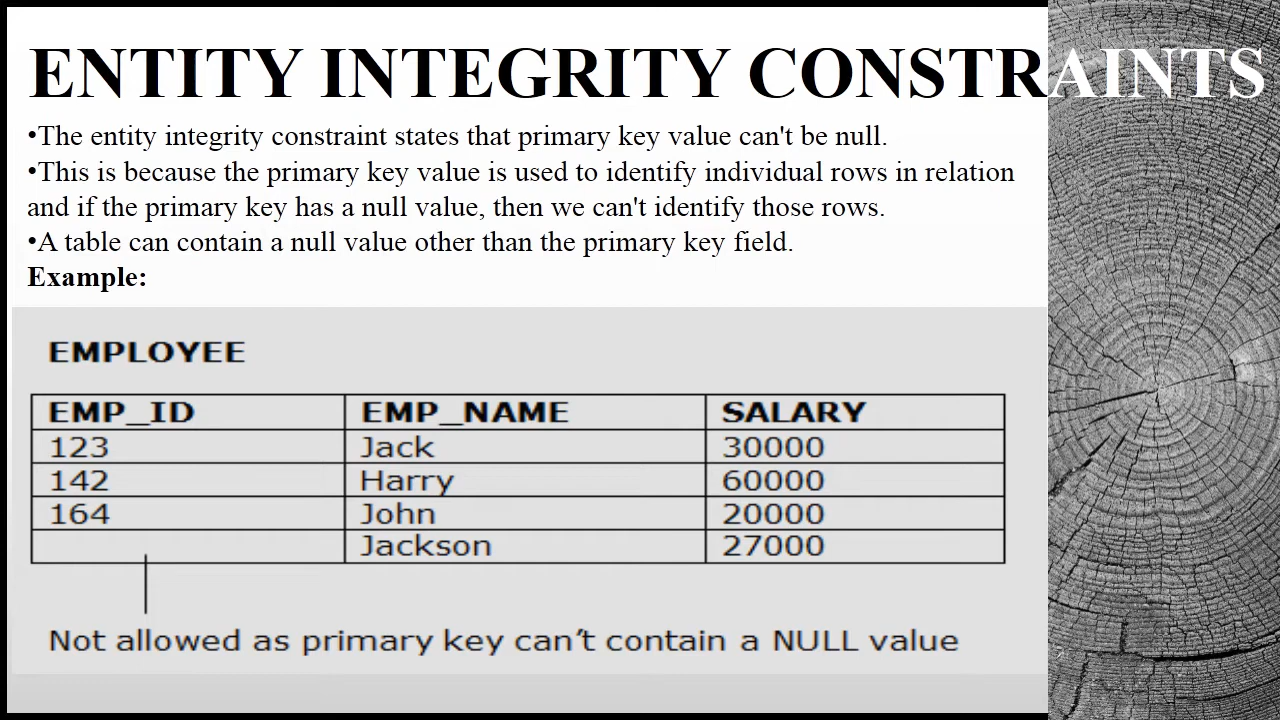 ENTITY INTEGRITY CONSTRAINTS
•The entity integrity constraint states that primary key value can't be null.
•This is because the primary key value is used to identify individual rows in relation
and if the primary key has a null value, then we can't identify those rows.
•A table can contain a null value other than the primary key field.
Example:
EMPLOYEE
EMP_ID EMP_NAME SALARY
123 Jack 30000
142 Harry 60000
164 John 20000
Jackson 27000
Not allowed as primary key can't contain a NULL value